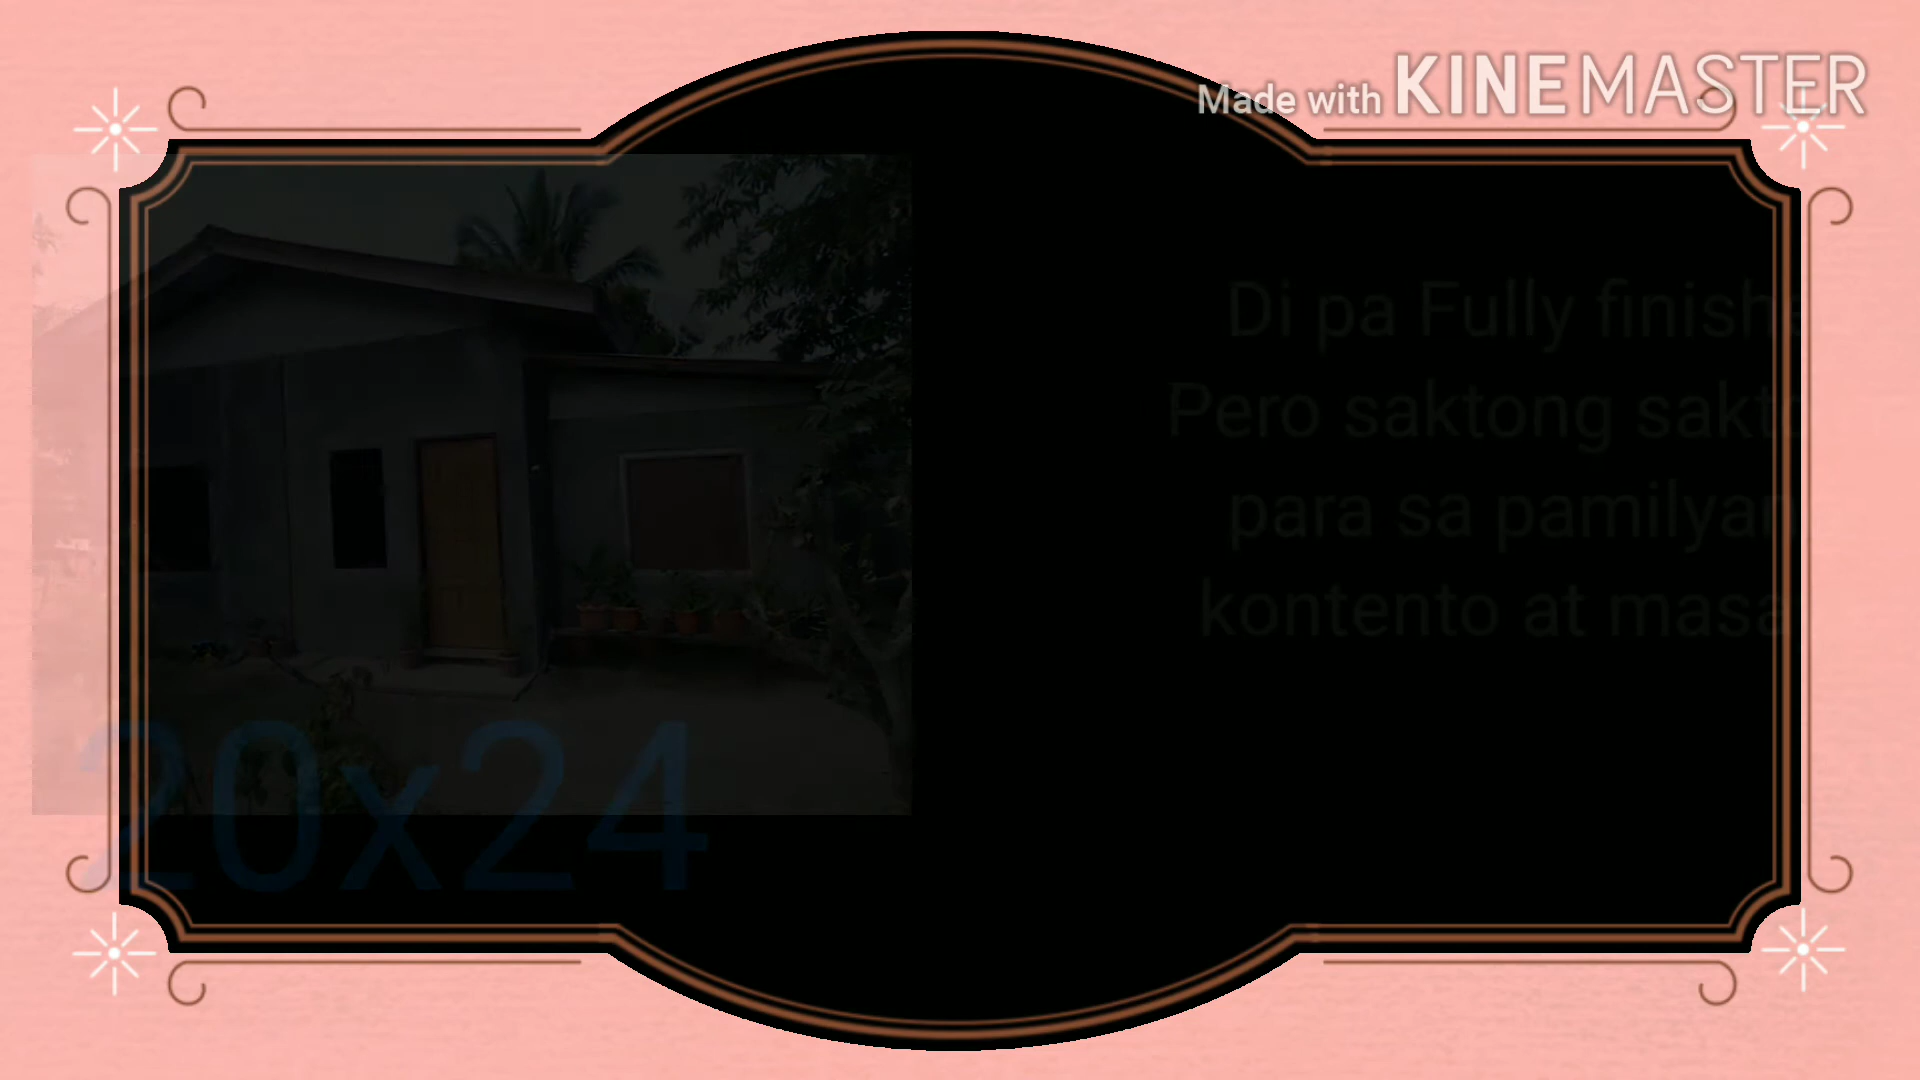 Made with KINEMASTER
Di pa Fully
Pero saktong
para sa
kontento at
20x24